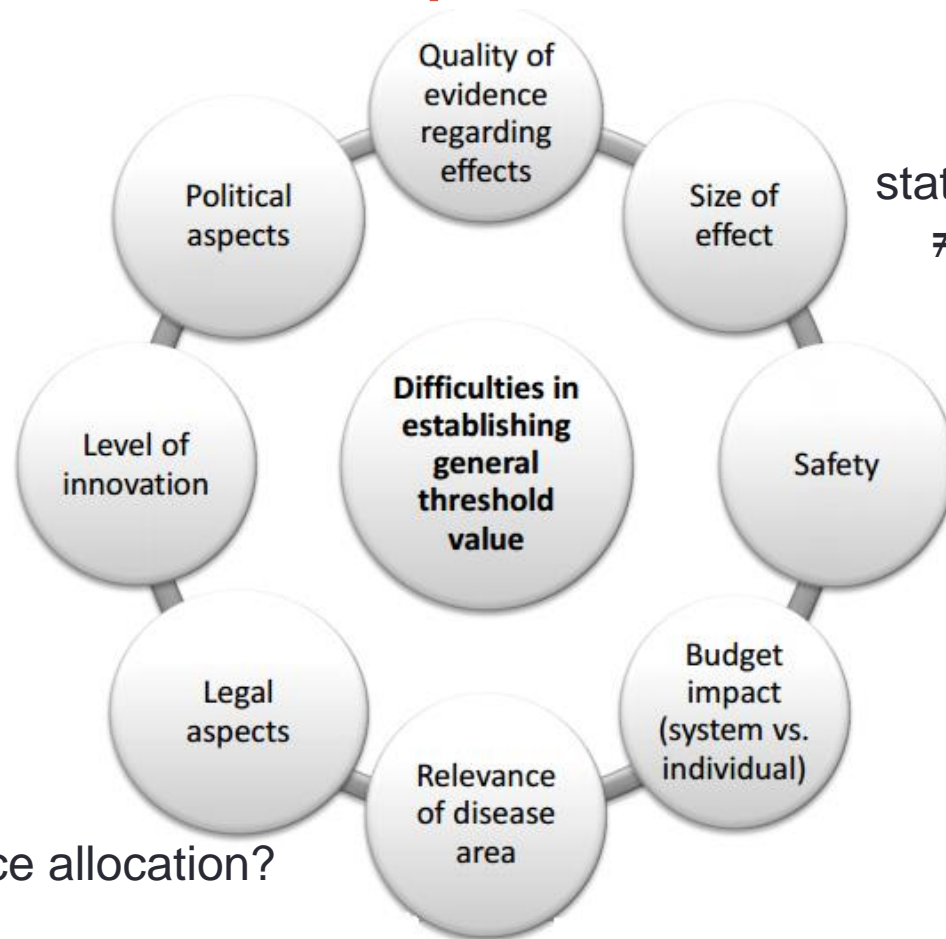 Quality of
evidence
regarding
effects
Size of
effect
stat
≠
Safety
Budget
impact
(system vs.
individual)
Relevance
of disease
area
Legal
aspects
Level of
innovation
Political
aspects
Difficulties in
establishing
general
threshold
value
ce allocation?